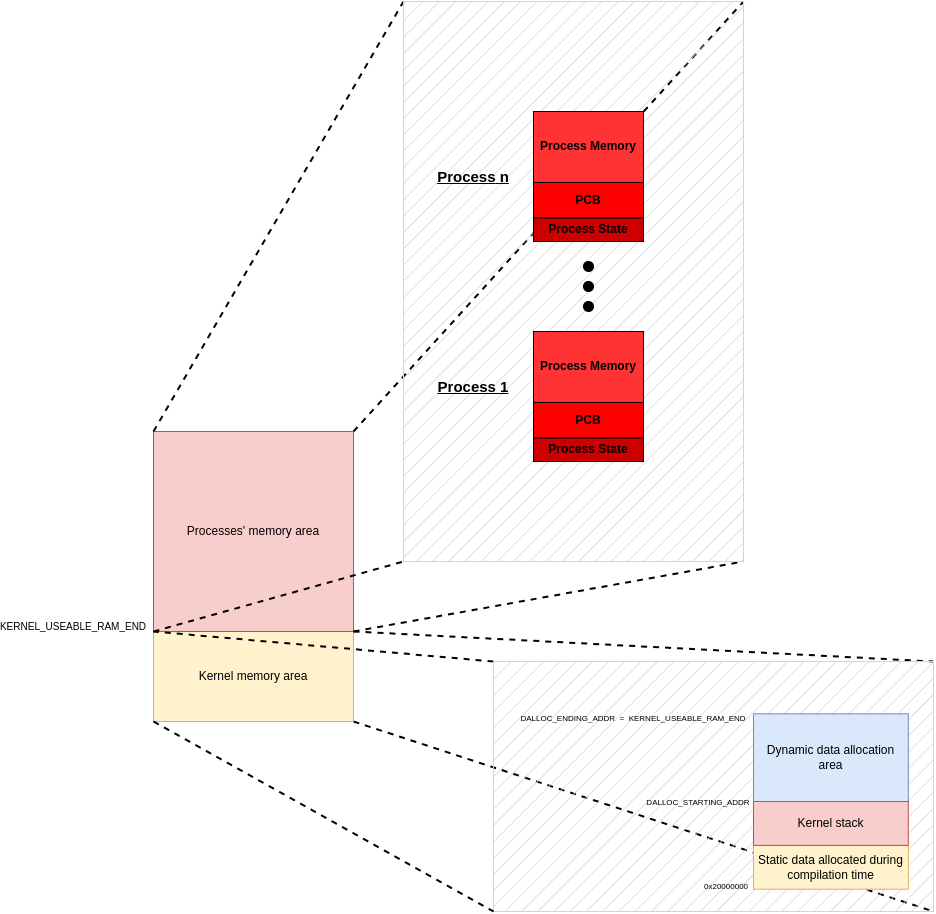 Process Memory
Process n
PCB
Process State
Process Memory
Process 1
PCB
Process State
Processes' memory area
KERNEL_USEABLE_RAM_END
Kernel memory area
DALLOC_ENDING_ADDR = KERNEL_USEABLE_RAM_END
Dynamic data allocation
area
DALLOC_STARTING_ADDR
Kernel stack
Static data allocated during
compilation time
0x20000000